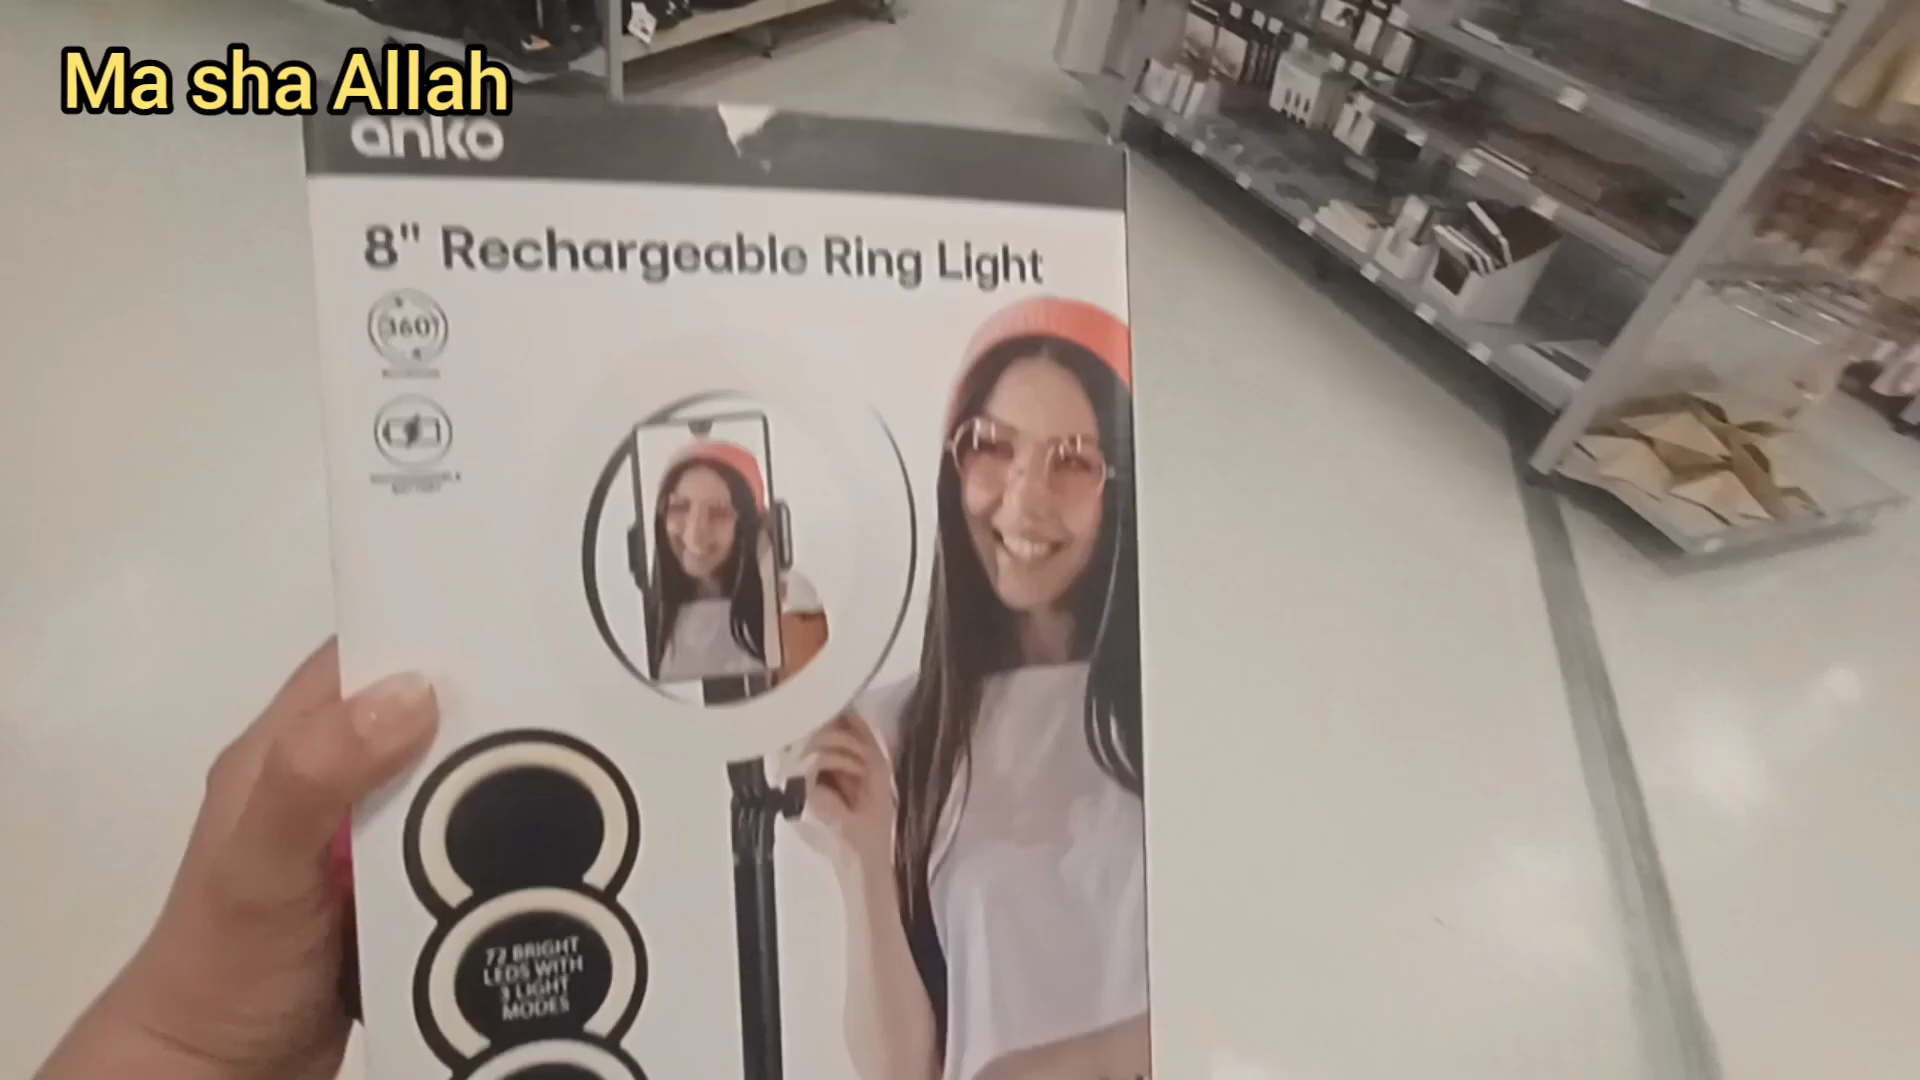 Ma sha Allah
anko
8" Rechargeable Ring Light
360°
72 BRIGHT
LEDS WITH
3 LIGHT
MODES